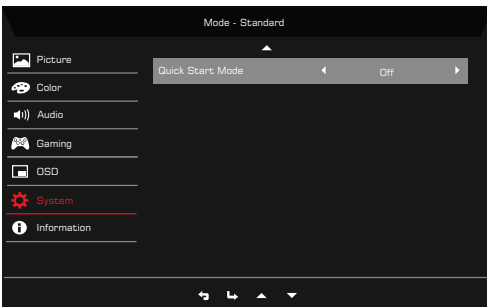 Mode - Standard
Picture
Quick Start Mode Off
Color
Audio
Gaming
OSD
System
Information